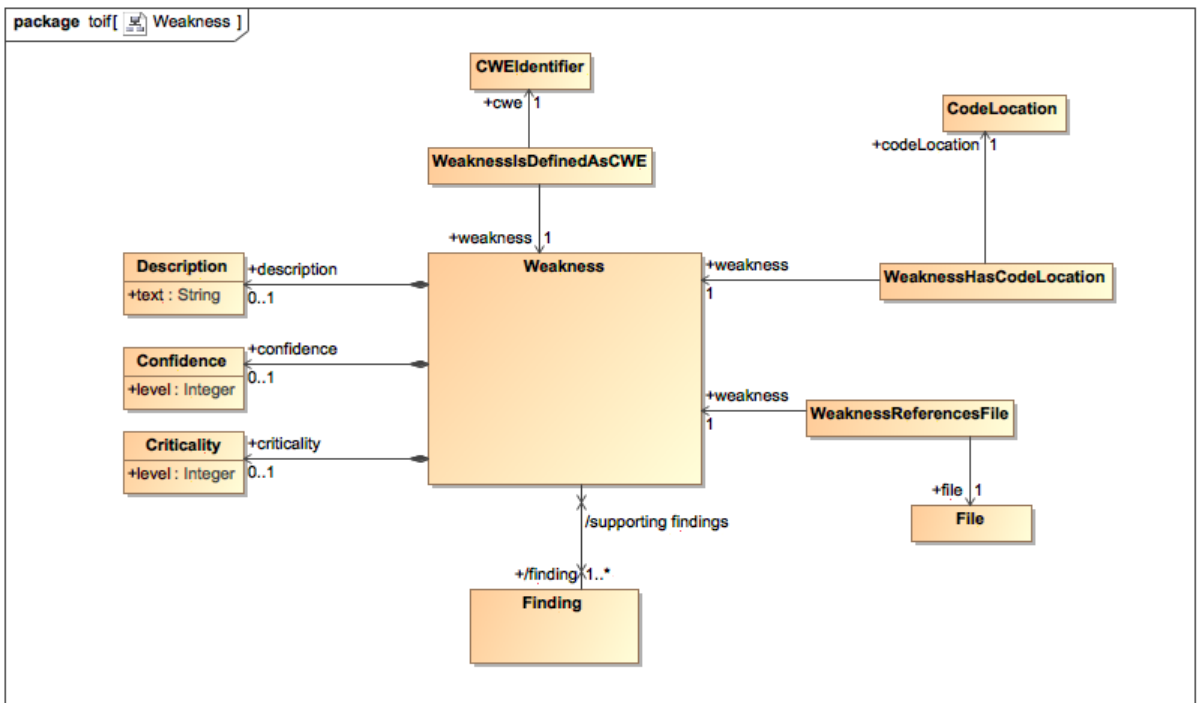 package toif[ Weakness ]
CWEIdentifier
+cwe 1
CodeLocation
+codeLocation 1
WeaknessIsDefinedAsCWE
+weakness 1
Description
+text : String
+description
0..1
Weakness
+weakness
1
WeaknessHasCodeLocation
Confidence
+level : Integer
+confidence
0..1
+weakness
1
WeaknessReferencesFile
Criticality
+level : Integer
+criticality
0..1
+file 1
File
/supporting findings
+/finding 1..*
Finding